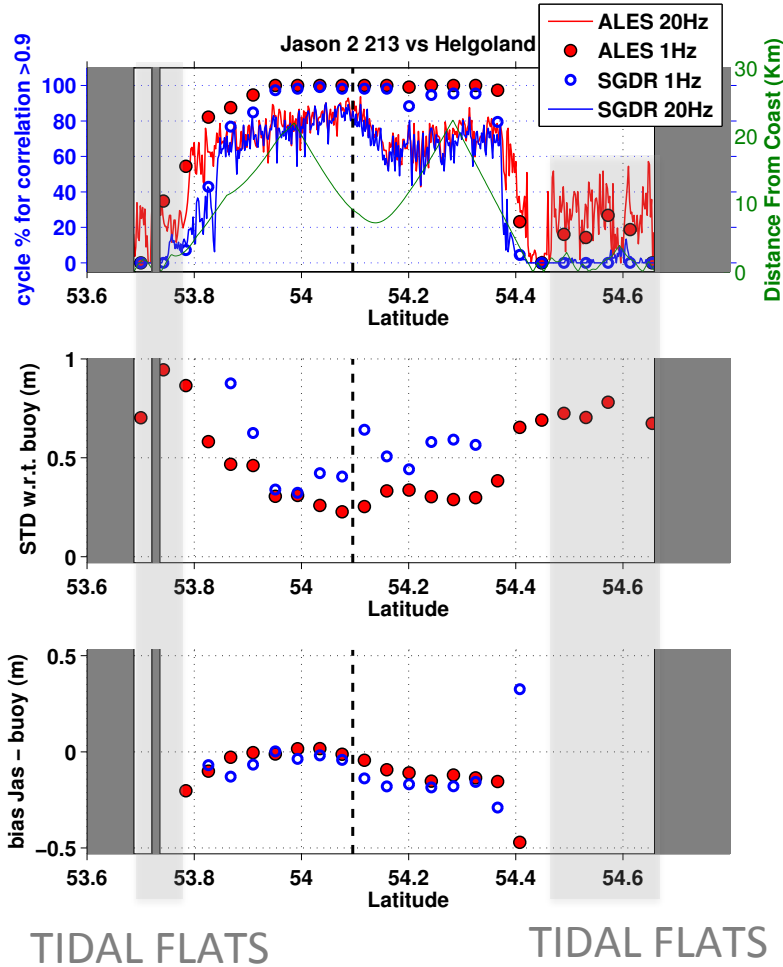 Jason 2 213 vs Helgoland
ALES 20Hz
ALES 1Hz
SGDR 1Hz
SGDR 20Hz
cycle % for correlation >0.9
100
80
60
40
20
0
30
20
10
0
Distance From Coast (Km)
53.6 53.8 54 54.2 54.4 54.6
Latitude
STD w.r.t. buoy (m)
1
0.5
0
53.6 53.8 54 54.2 54.4 54.6
Latitude
bias Jas – buoy (m)
0.5
0
−0.5
53.6 53.8 54 54.2 54.4 54.6
Latitude
TIDAL FLATS TIDAL FLATS